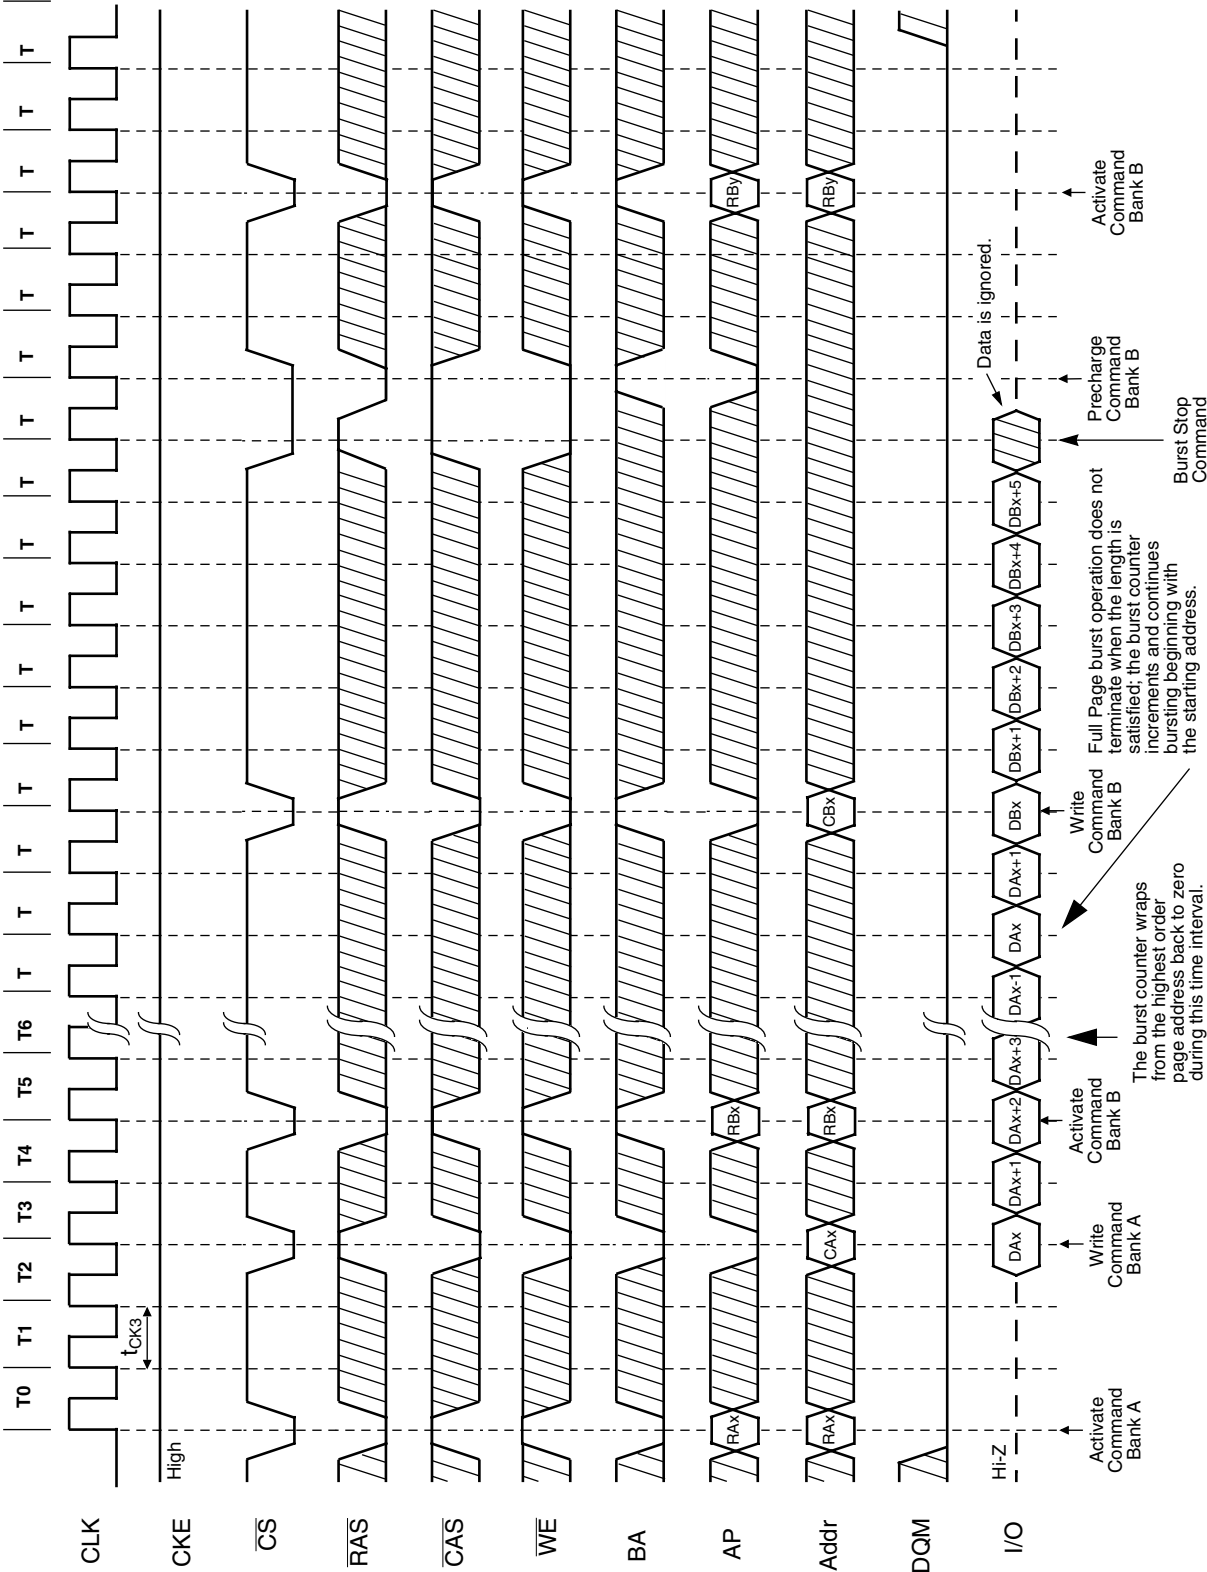 T0 T1 T2 T3 T4 T5 T6 T T T T T T T T T T T T T T T T
CLK
tCK3
CKE
High
CS
RAS
CAS
WE
BA
AP
RAx RBx RBy
Addr
RAx CAx RBx CBx RBy
DQM
I/O
Hi-Z
DAx DAx+1 DAx+2 DAx+3 DAx-1 DAx DAx+1 DBx DBx+1 DBx+2 DBx+3 DBx+4 DBx+5
Data is ignored.
Activate
Command
Bank A
Write
Command
Bank A
Activate
Command
Bank B
The burst counter wraps
from the highest order
page address back to zero
during this time interval.
Write
Command
Bank B
Full Page burst operation does not
terminate when the length is
satisfied; the burst counter
increments and continues
bursting beginning with
the starting address.
Burst Stop
Command
Precharge
Command
Bank B
Activate
Command
Bank B